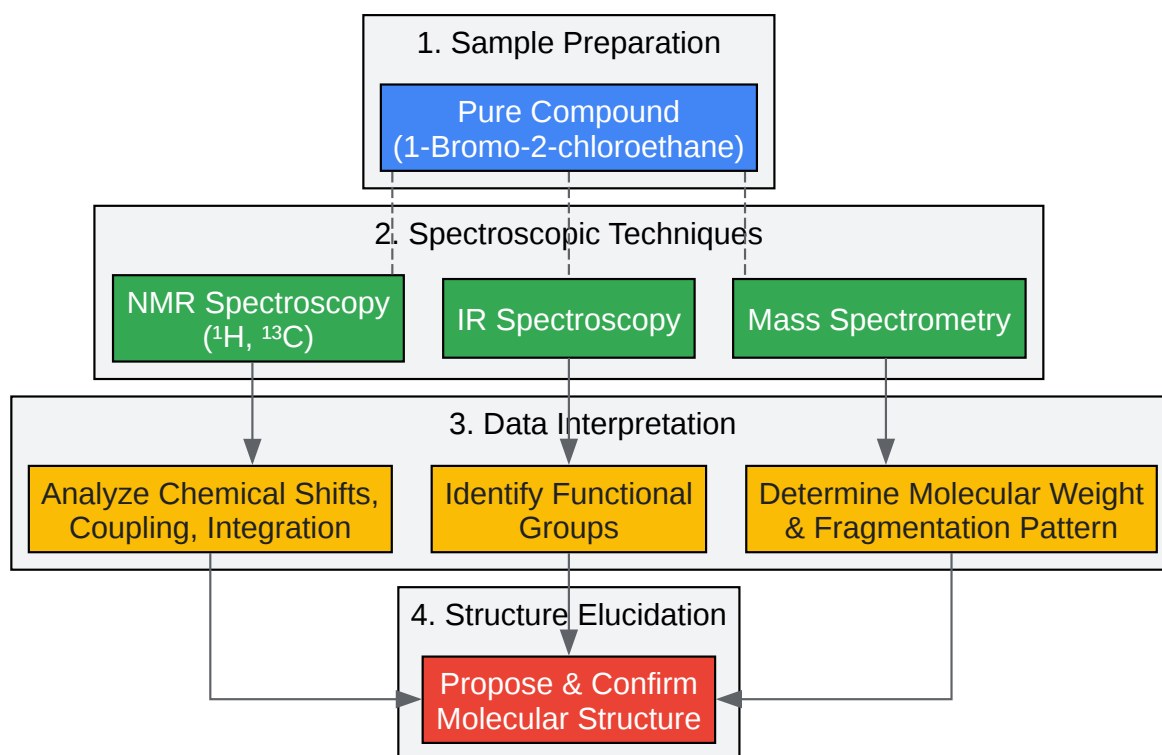 1. Sample Preparation
Pure Compound
(1-Bromo-2-chloroethane)
2. Spectroscopic Techniques
NMR Spectroscopy
(¹H, ¹³C)
IR Spectroscopy
Mass Spectrometry
3. Data Interpretation
Analyze Chemical Shifts,
Coupling, Integration
Identify Functional
Groups
Determine Molecular Weight
& Fragmentation Pattern
4. Structure Elucidation
Propose & Confirm
Molecular Structure